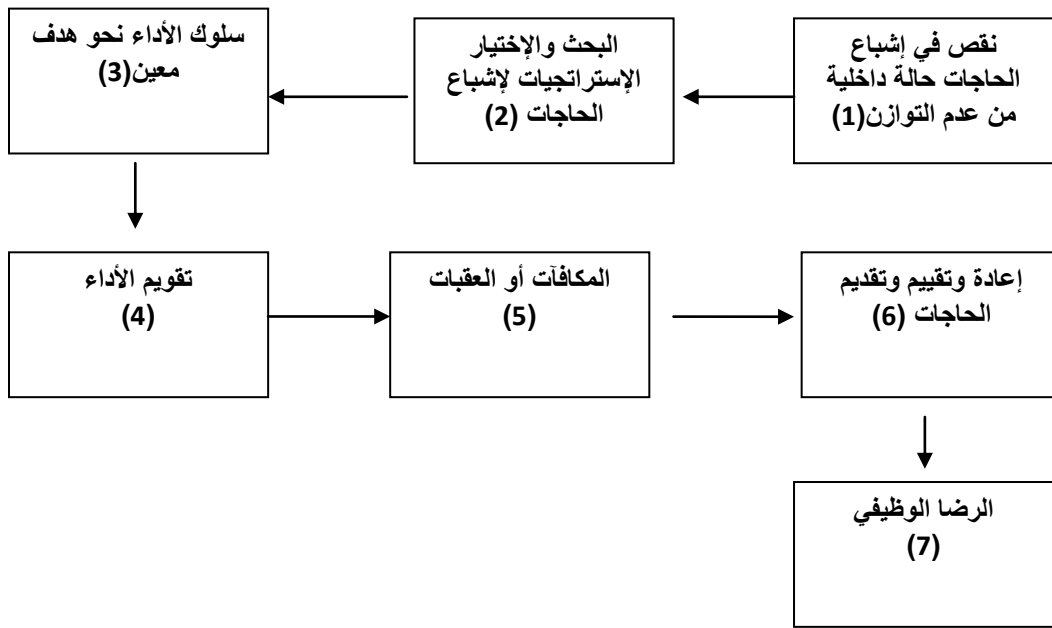 نقص في إشباع
الحاجات حالة داخلية
من عدم التوازن(1)
البحث والإختيار
الإستراتجيات لإشباع
الحاجات (2)
سلوك الأداء نحو هدف
معين(3)
تقويم الأداء
(4)
المكافآت أو العقبات
(5)
إعادة وتقييم وتقديم
الحاجات (6)
الرضا الوظيفي
(7)